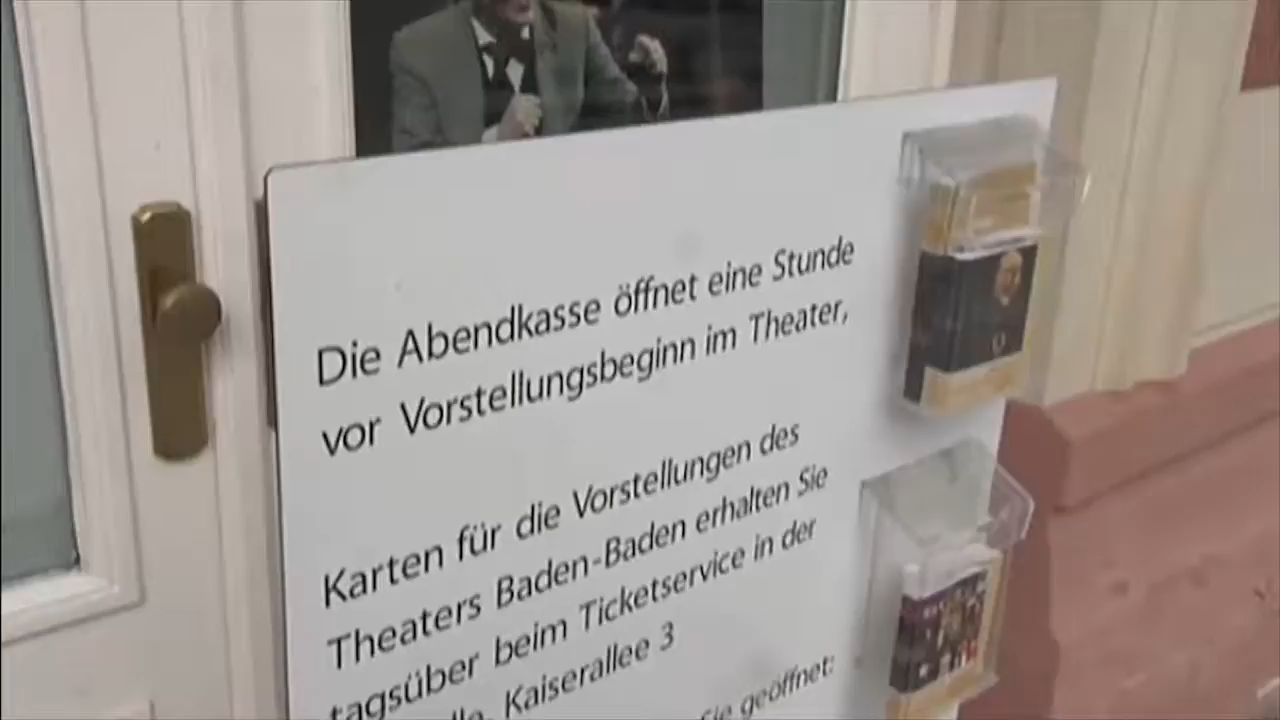 Die Abendkasse öffnet eine Stunde
vor Vorstellungsbeginn im Theater,
Karten für die Vorstellungen des
Theaters Baden-Baden erhalten Sie
tagsüber beim Ticketservice in der
Kaiserallee 3
Sie geöffnet: